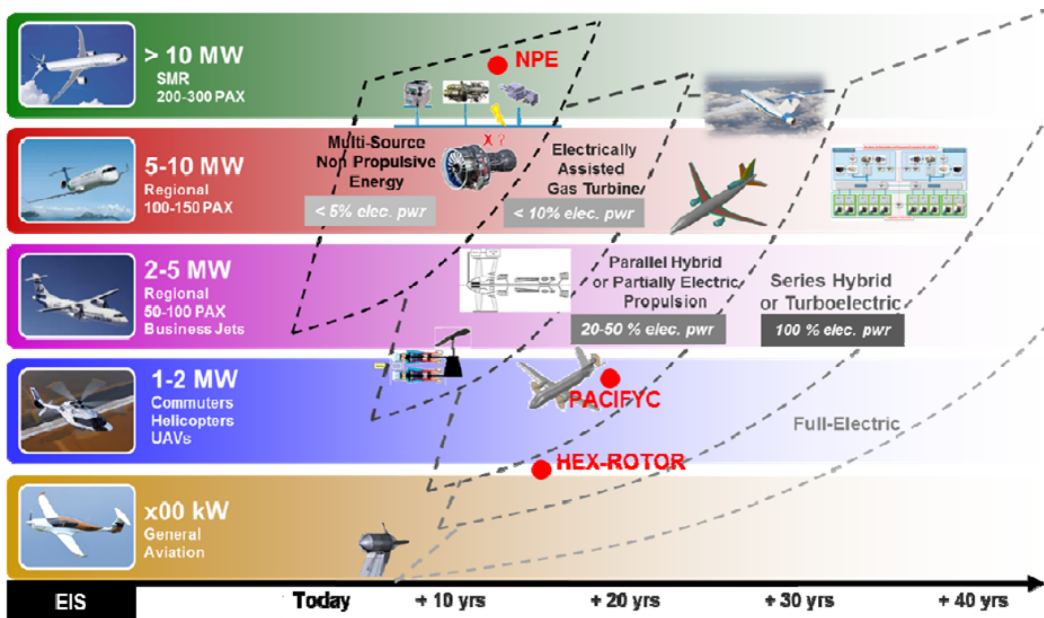 > 10 MW
SMR
200-300 PAX
NPE
Multi-Source
Non Propulsive
Energy
< 5% elec. pwr
X ?
Electrically
Assisted
Gas Turbine
< 10% elec. pwr
5-10 MW
Regional
100-150 PAX
2-5 MW
Regional
50-100 PAX
Business Jets
Parallel Hybrid
or Partially Electric
Propulsion
20-50 % elec. pwr
Series Hybrid
or Turboelectric
100 % elec. pwr
1-2 MW
Commuters
Helicopters
UAVs
PACIFYC
Full-Electric
HEX-ROTOR
x00 kW
General
Aviation
EIS
Today
+ 10 yrs
+ 20 yrs
+ 30 yrs
+ 40 yrs